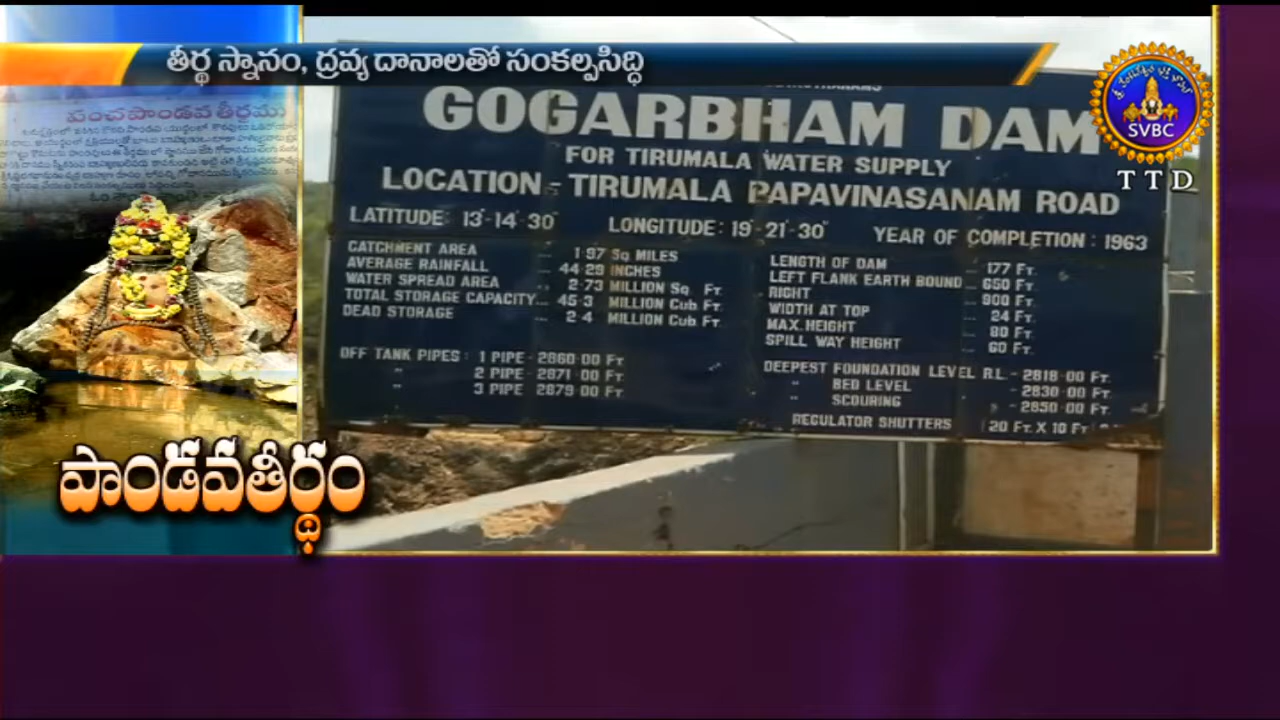 తీర్థ స్నానం, ద్రవ్య దానాలతో సంకల్పసిద్ధి
SVBC
TTD
పంచపాండవ తీర్థము
GOGARBHAM DAM
FOR TIRUMALA WATER SUPPLY
LOCATION - TIRUMALA PAPAVINASANAM ROAD
LATITUDE: 13°-14'-30" LONGITUDE: 19°-21'-30" YEAR OF COMPLETION: 1963
CATCHMENT AREA ... 1·97 Sq MILES
AVERAGE RAINFALL ... 44·29 INCHES
WATER SPREAD AREA ... 2·73 MILLION Sq Ft.
TOTAL STORAGE CAPACITY... 45·3 MILLION Cub Ft.
DEAD STORAGE ... 2·4 MILLION Cub Ft.
OFF TANK PIPES: 1 PIPE - 2860·00 Ft.
" 2 PIPE - 2871·00 Ft.
" 3 PIPE - 2879·00 Ft.
LENGTH OF DAM ... 177 Ft.
LEFT FLANK EARTH BOUND ... 650 Ft.
RIGHT ... 900 Ft.
WIDTH AT TOP ... 24 Ft.
MAX. HEIGHT ... 80 Ft.
SPILL WAY HEIGHT ... 60 Ft.
DEEPEST FOUNDATION LEVEL R.L. - 2818·00 Ft.
" BED LEVEL - 2830·00 Ft.
" SCOURING " - 2850·00 Ft.
REGULATOR SHUTTERS 20 Ft. X 10 Ft
పాండవతీర్థం